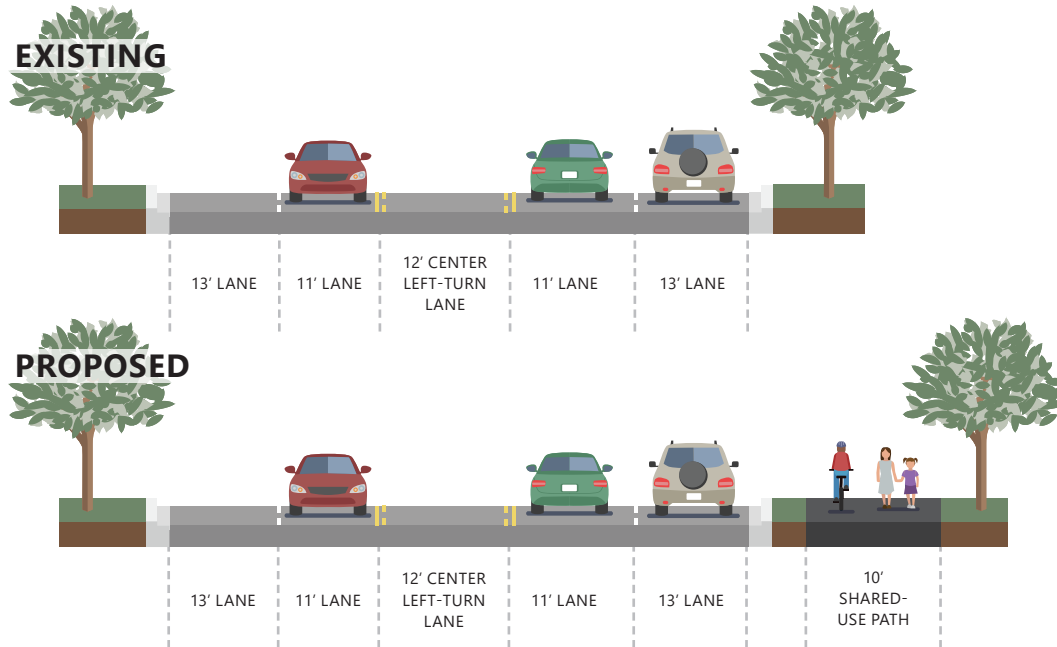 EXISTING
13’ LANE
11’ LANE
12’ CENTER
LEFT-TURN
LANE
11’ LANE
13’ LANE
PROPOSED
13’ LANE
11’ LANE
12’ CENTER
LEFT-TURN
LANE
11’ LANE
13’ LANE
10’
SHARED-
USE PATH